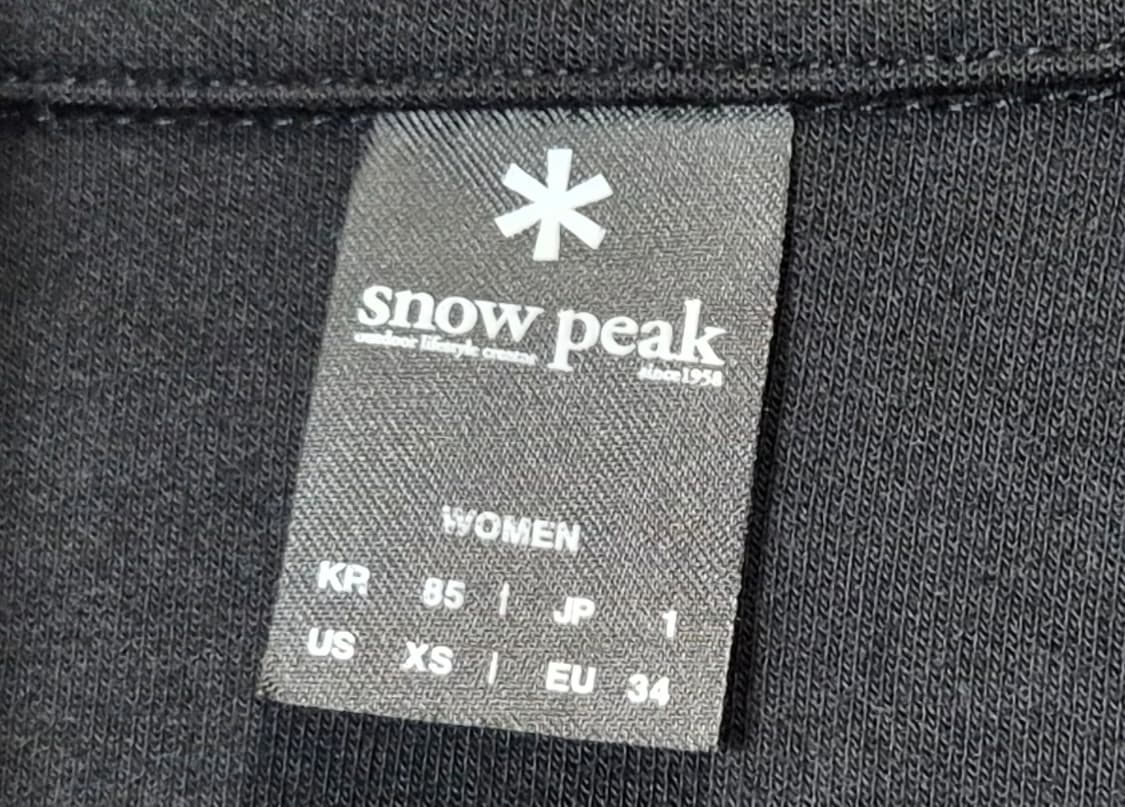 snow peak
outdoor lifestyle creator
since 1958
WOMEN
KR 85 | JP 1
US XS | EU 34